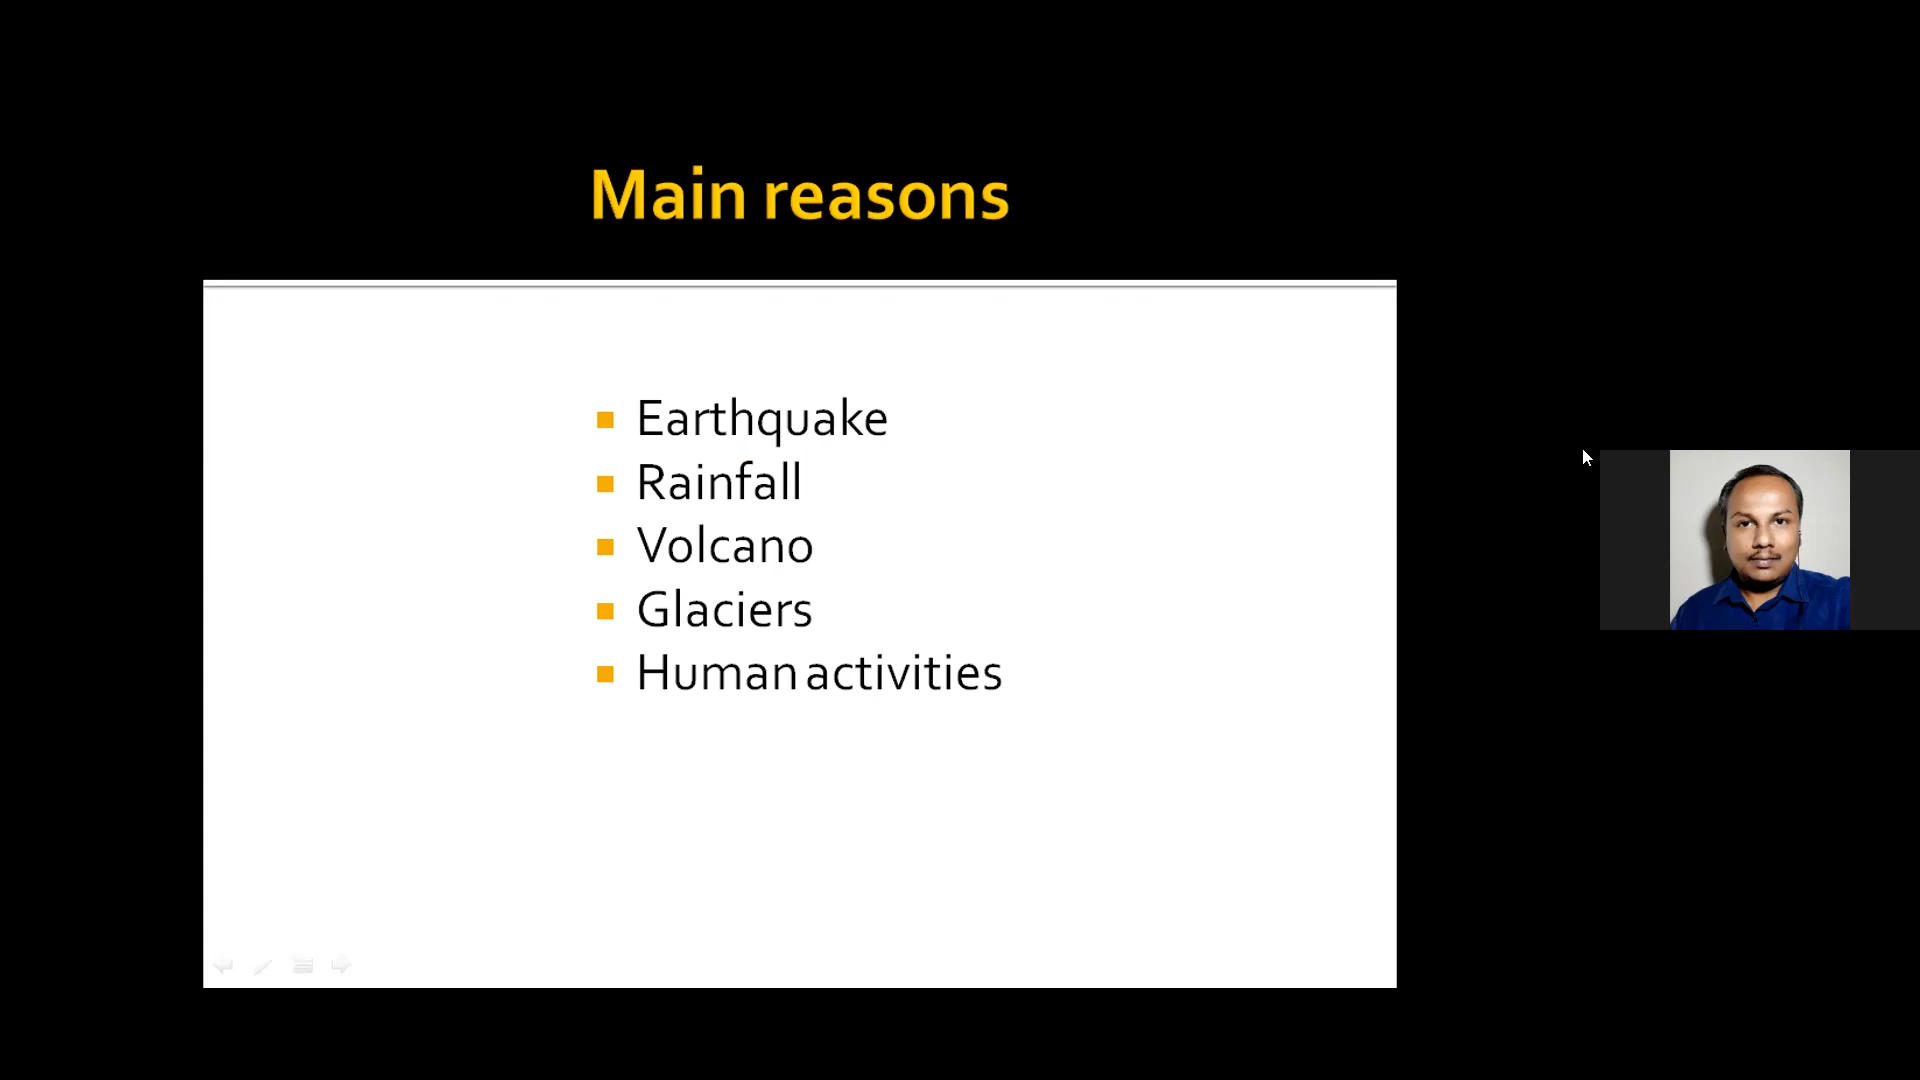 Main reasons
Earthquake
Rainfall
Volcano
Glaciers
Human activities